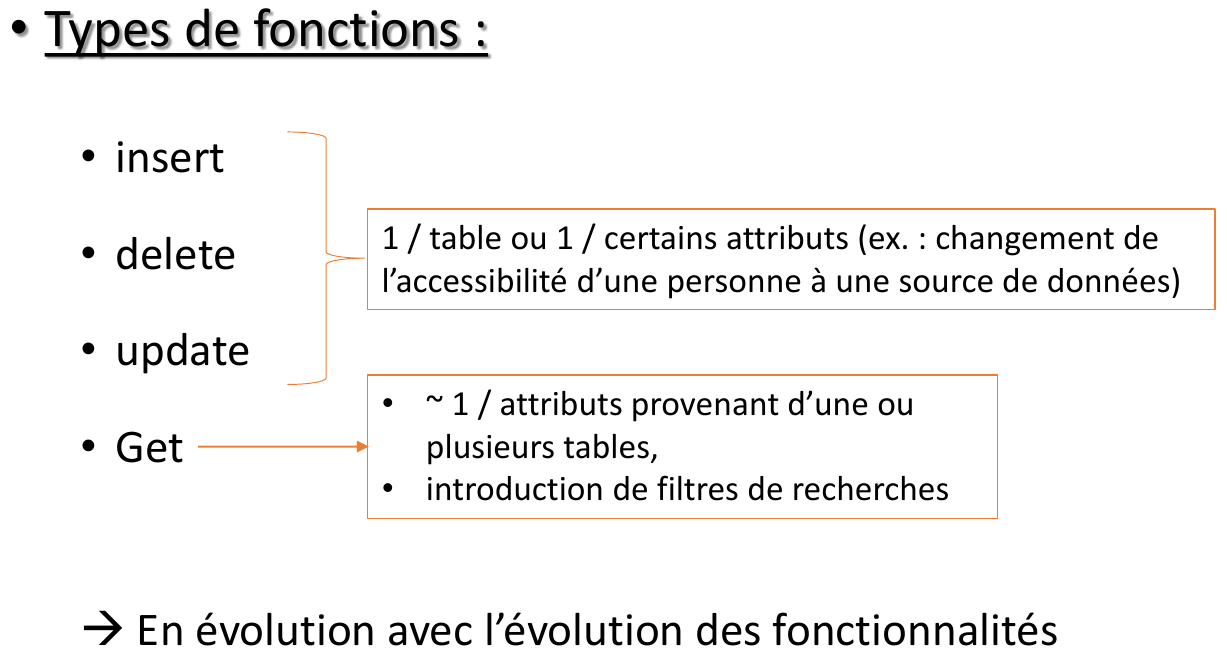 • Types de fonctions :
• insert
• delete
• update
1 / table ou 1 / certains attributs (ex. : changement de
l’accessibilité d’une personne à une source de données)
• Get
• ~ 1 / attributs provenant d’une ou
plusieurs tables,
• introduction de filtres de recherches
→ En évolution avec l’évolution des fonctionnalités